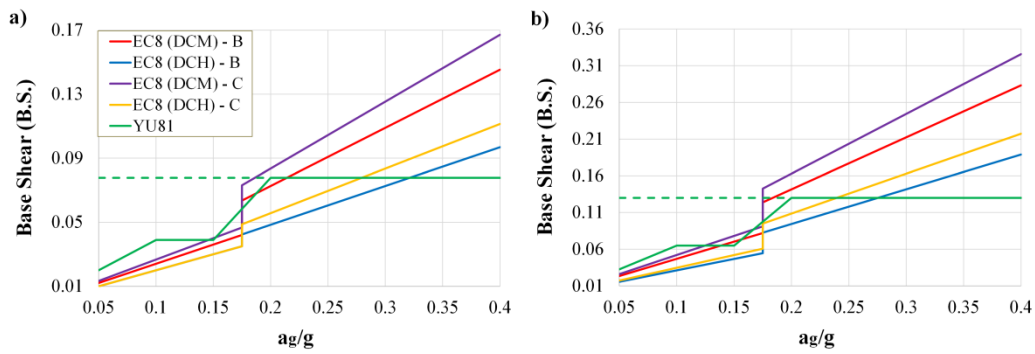 a)
Base Shear (B.S.)
0.17
0.13
0.09
0.05
0.01
EC8 (DCM) - B
EC8 (DCH) - B
EC8 (DCM) - C
EC8 (DCH) - C
YU81
0.05 0.1 0.15 0.2 0.25 0.3 0.35 0.4
ag/g
b)
Base Shear (B.S.)
0.36
0.31
0.26
0.21
0.16
0.11
0.06
0.01
0.05 0.1 0.15 0.2 0.25 0.3 0.35 0.4
ag/g